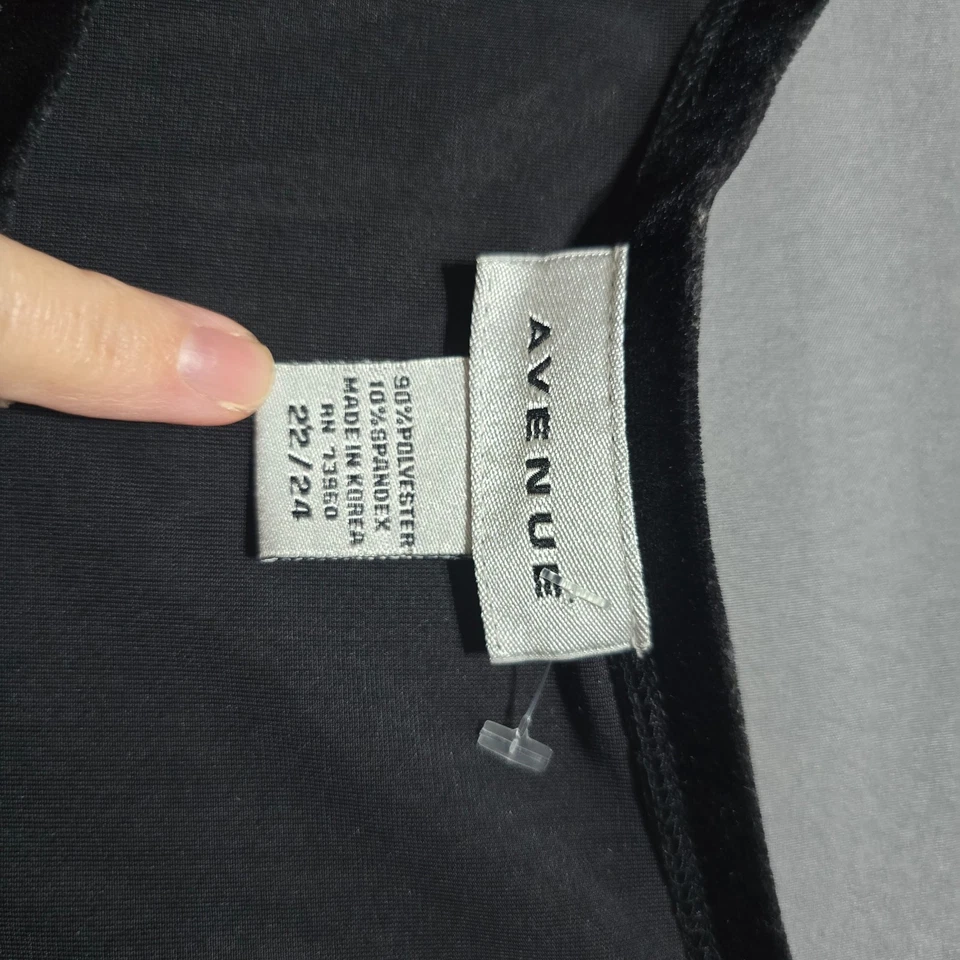 AVENUE
90%POLYESTER
10%SPANDEX
MADE IN KOREA
RN 73960
22/24